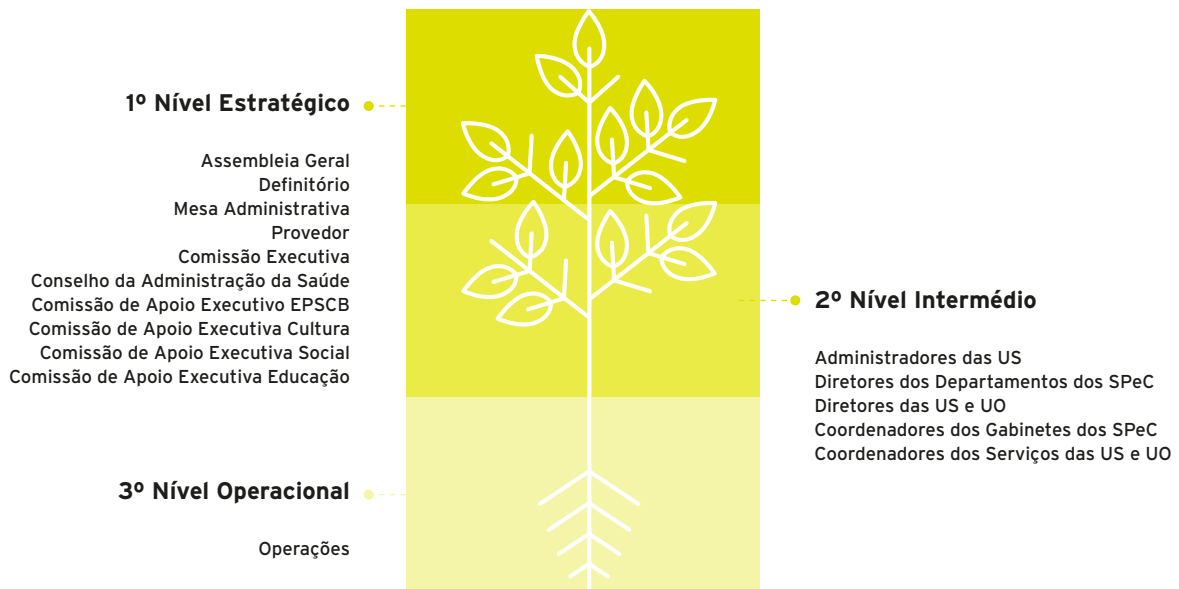 1º Nível Estratégico
Assembleia Geral
Definitório
Mesa Administrativa
Provedor
Comissão Executiva
Conselho da Administração da Saúde
Comissão de Apoio Executivo EPSCB
Comissão de Apoio Executiva Cultura
Comissão de Apoio Executiva Social
Comissão de Apoio Executiva Educação
2º Nível Intermédio
Administradores das US
Diretores dos Departamentos dos SPeC
Diretores das US e UO
Coordenadores dos Gabinetes dos SPeC
Coordenadores dos Serviços das US e UO
3º Nível Operacional
Operações